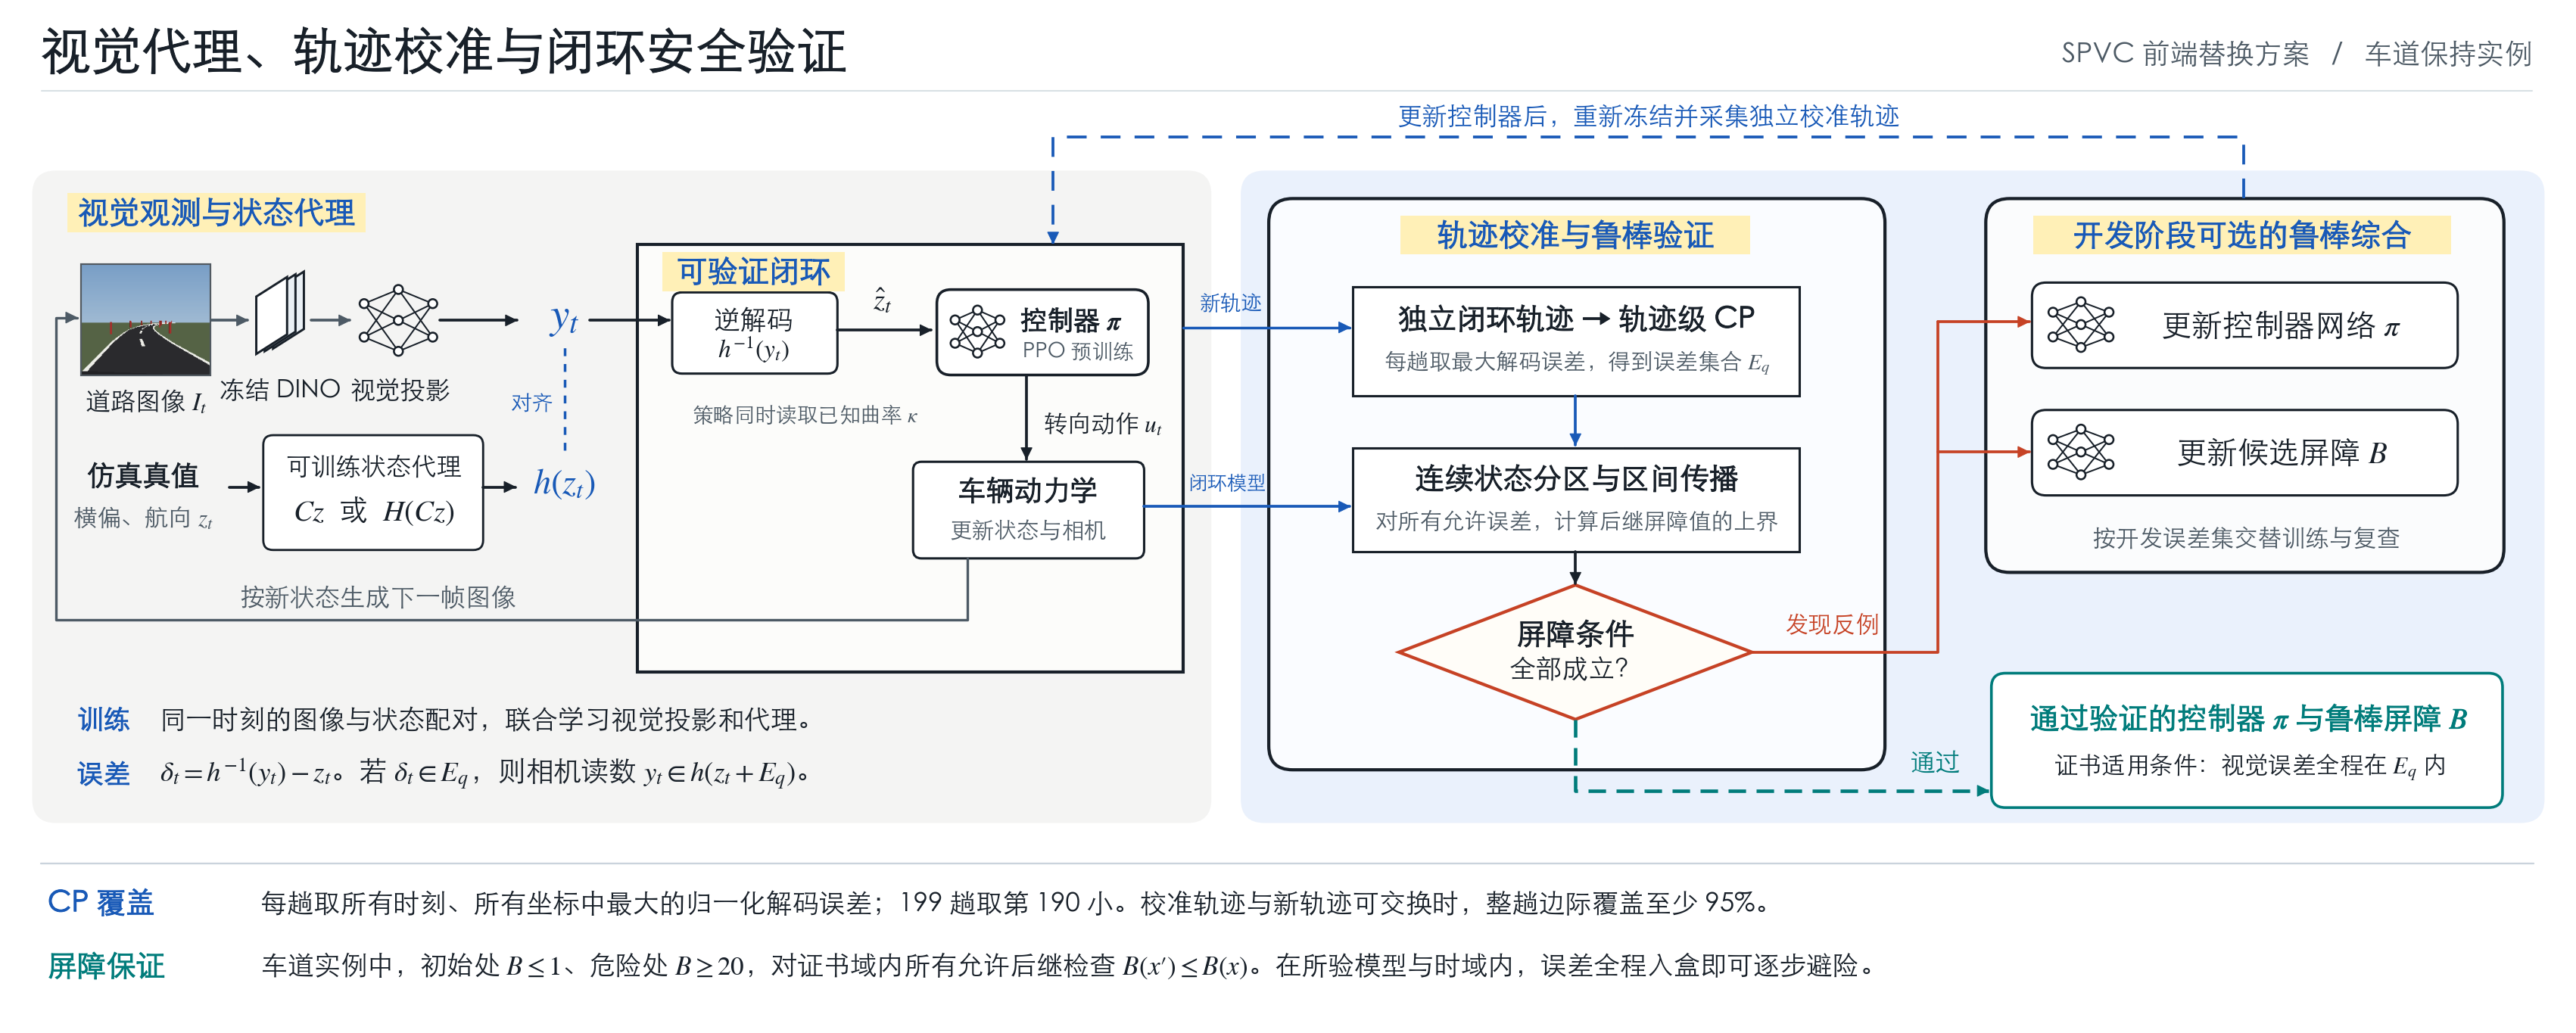 视觉代理、轨迹校准与闭环安全验证
SPVC 前端替换方案 / 车道保持实例
更新控制器后，重新冻结并采集独立校准轨迹
视觉观测与状态代理
道路图像 Iₜ
冻结 DINO
视觉投影
yₜ
对齐
仿真真值
横偏、航向 zₜ
可训练状态代理
Cz 或 H(Cz)
h(zₜ)
按新状态生成下一帧图像
可验证闭环
逆解码
h⁻¹(yₜ)
ẑₜ
控制器 π
PPO 预训练
策略同时读取已知曲率 κ
转向动作 uₜ
车辆动力学
更新状态与相机
训练 同一时刻的图像与状态配对，联合学习视觉投影和代理。
误差 δₜ = h⁻¹(yₜ) − zₜ。若 δₜ ∈ E_q，则相机读数 yₜ ∈ h(zₜ + E_q)。
新轨迹
闭环模型
轨迹校准与鲁棒验证
独立闭环轨迹 → 轨迹级 CP
每趟取最大解码误差，得到误差集合 E_q
连续状态分区与区间传播
对所有允许误差，计算后继屏障值的上界
屏障条件
全部成立？
发现反例
通过
开发阶段可选的鲁棒综合
更新控制器网络 π
更新候选屏障 B
按开发误差集交替训练与复查
通过验证的控制器 π 与鲁棒屏障 B
证书适用条件：视觉误差全程在 E_q 内
CP 覆盖 每趟取所有时刻、所有坐标中最大的归一化解码误差；199 趟取第 190 小。校准轨迹与新轨迹可交换时，整趟边际覆盖至少 95%。
屏障保证 车道实例中，初始处 B ≤ 1、危险处 B ≥ 20，对证书域内所有允许后继检查 B(x′) ≤ B(x)。在所验模型与时域内，误差全程入盒即可逐步避险。